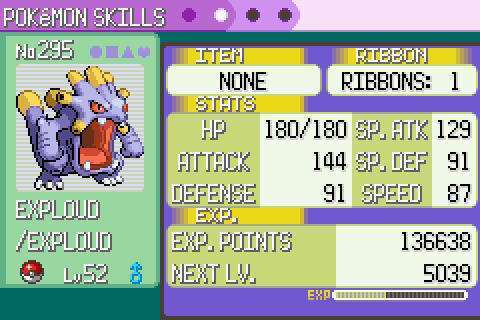 POKéMON SKILLS
No295
EXPLOUD
/EXPLOUD
Lv52
ITEM RIBBON
NONE RIBBONS: 1
STATS
HP 180/180 SP. ATK 129
ATTACK 144 SP. DEF 91
DEFENSE 91 SPEED 87
EXP.
EXP. POINTS 136638
NEXT LV. 5039
EXP